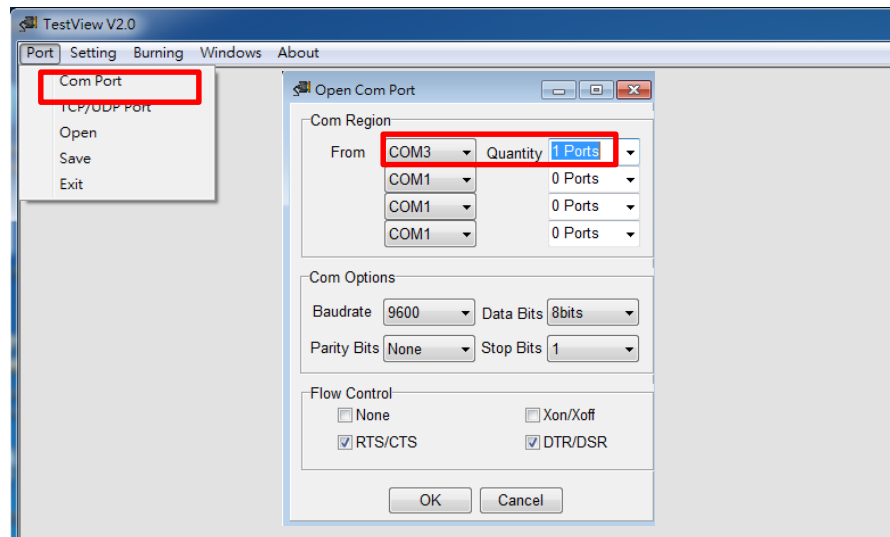 TestView V2.0
Port Setting Burning Windows About
Com Port
TCP/UDP Port
Open
Save
Exit
Open Com Port
Com Region
From COM3 Quantity 1 Ports
COM1 0 Ports
COM1 0 Ports
COM1 0 Ports
Com Options
Baudrate 9600 Data Bits 8bits
Parity Bits None Stop Bits 1
Flow Control
None Xon/Xoff
RTS/CTS DTR/DSR
OK Cancel